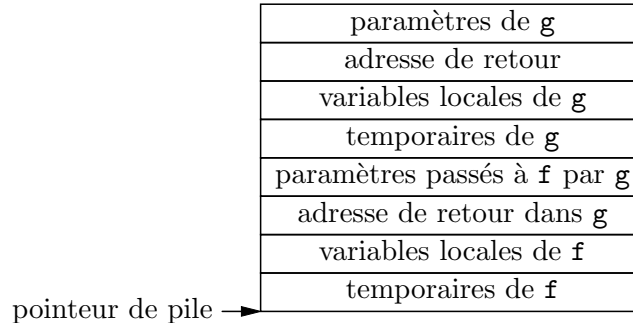 paramètres de g
adresse de retour
variables locales de g
temporaires de g
paramètres passés à f par g
adresse de retour dans g
variables locales de f
temporaires de f
pointeur de pile